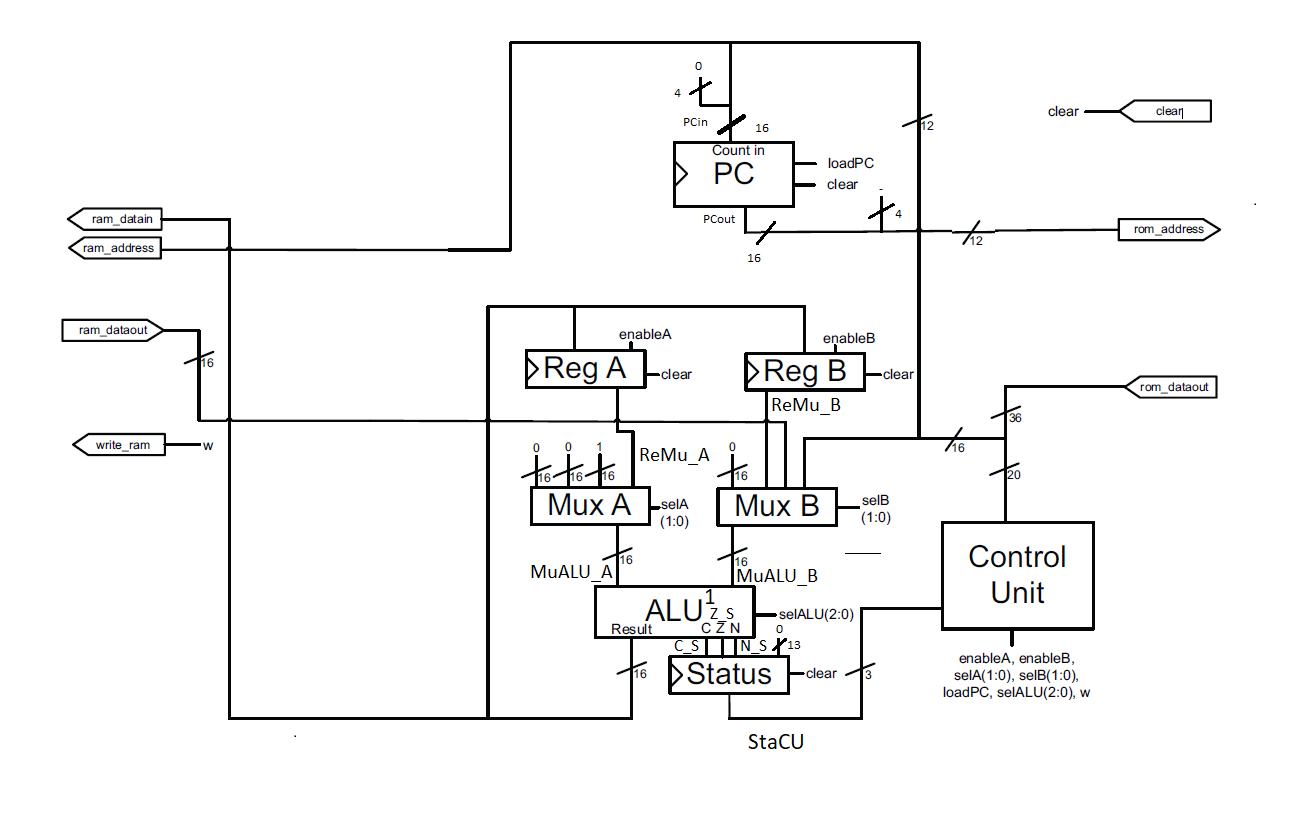 0
4
PCin
16
12
clear
clear
Count in
PC
loadPC
clear
-
4
PCout
16
12
rom_address
ram_datain
ram_address
ram_dataout
16
write_ram
w
enableA
Reg A
clear
enableB
Reg B
clear
ReMu_B
rom_dataout
36
16
20
0
0
1
16
16
16
ReMu_A
0
16
Mux A
selA
(1:0)
Mux B
selB
(1:0)
16
MuALU_A
16
MuALU_B
ALU
1
Z_S
Result
C Z N
selALU(2:0)
C_S
N_S
0
13
16
Status
clear
3
StaCU
Control
Unit
enableA, enableB,
selA(1:0), selB(1:0),
loadPC, selALU(2:0), w